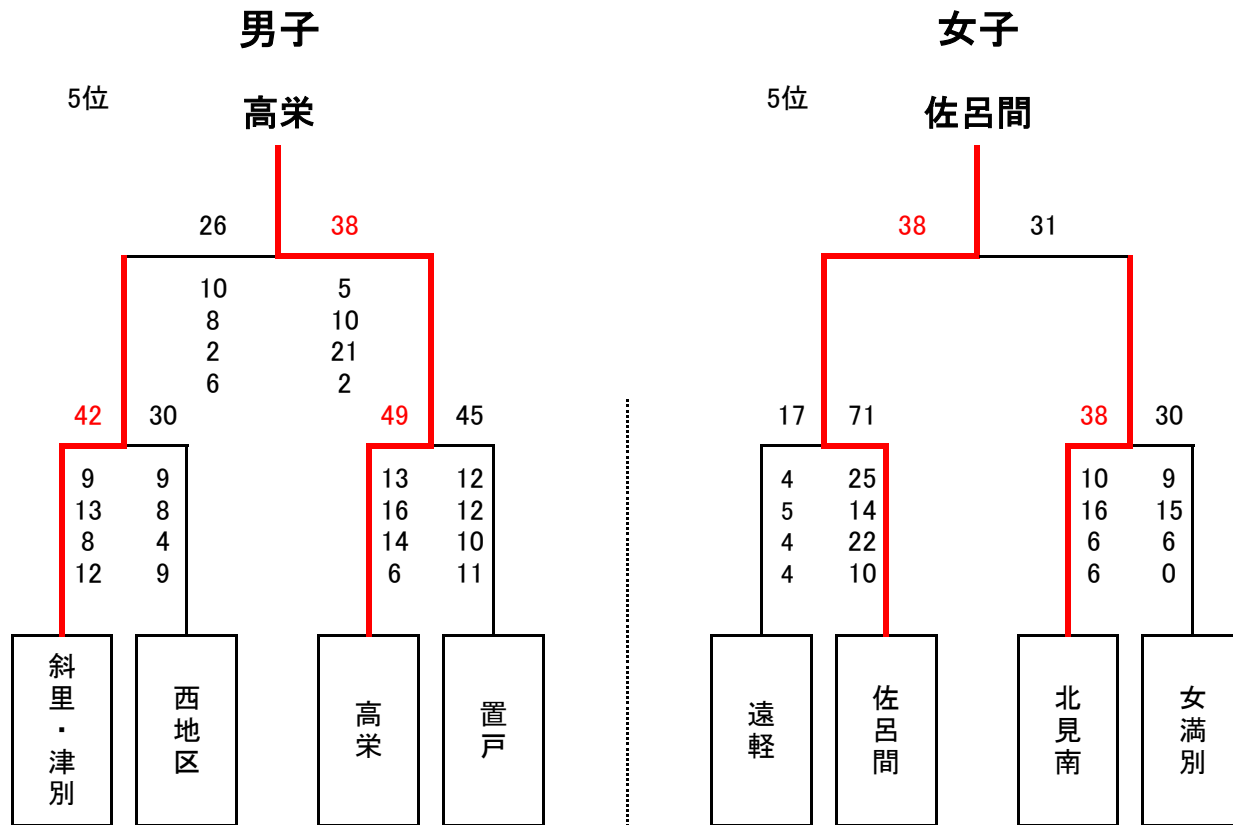 男子 女子
5位 5位
高栄 佐呂間
26 38 38 31
10 5
8 10
2 21
6 2
42 30 49 45 17 71 38 30
9 9 13 12 4 25 10 9
13 8 16 12 5 14 16 15
8 4 14 10 4 22 6 6
12 9 6 11 4 10 6 0
斜里・津別
西地区
高栄
置戸
遠軽
佐呂間
北見南
女満別